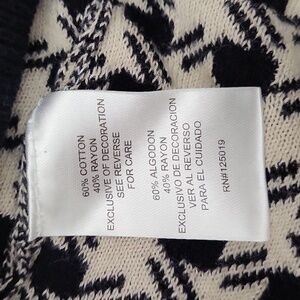 60% COTTON
40% RAYON
EXCLUSIVE OF DECORATION
SEE REVERSE
FOR CARE
60% ALGODON
40% RAYON
EXCLUSIVO DE DECORACION
VER AL REVERSO
PARA EL CUIDADO
RN#125019